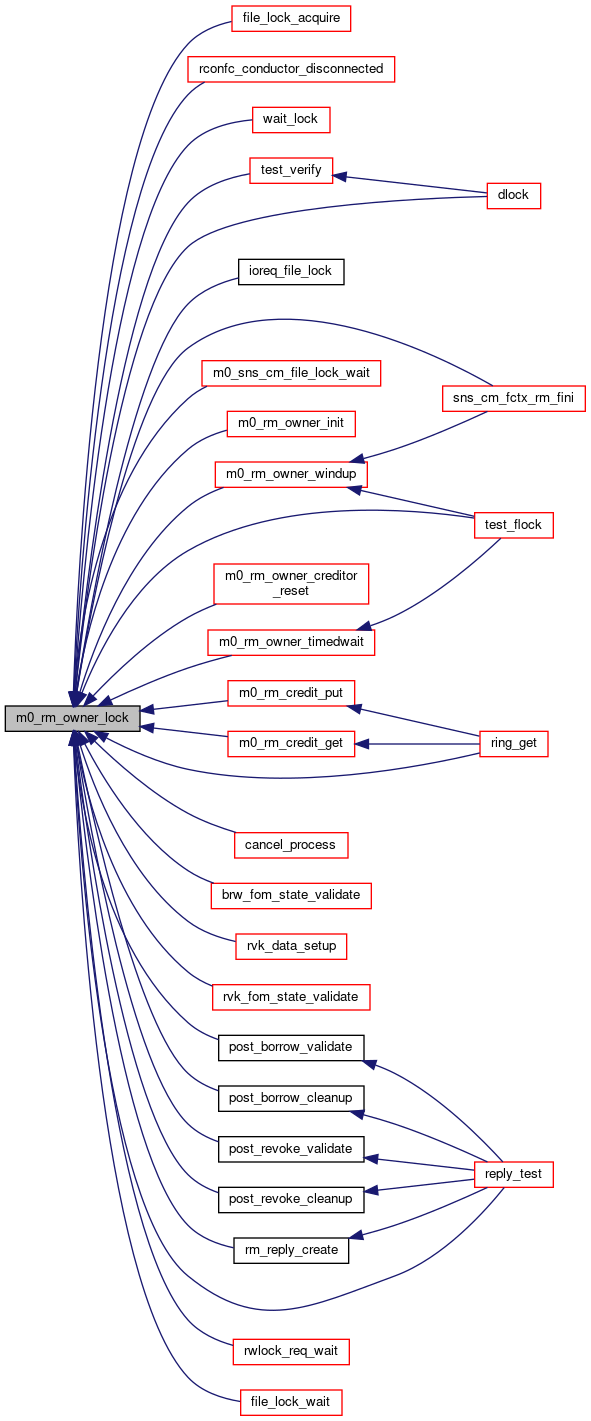 file_lock_acquire
rconfc_conductor_disconnected
wait_lock
test_verify
dlock
ioreq_file_lock
m0_sns_cm_file_lock_wait
sns_cm_fctx_rm_fini
m0_rm_owner_init
m0_rm_owner_windup
test_flock
m0_rm_owner_creditor
_reset
m0_rm_owner_timedwait
m0_rm_credit_put
m0_rm_owner_lock
m0_rm_credit_get
ring_get
cancel_process
brw_fom_state_validate
rvk_data_setup
rvk_fom_state_validate
post_borrow_validate
post_borrow_cleanup
post_revoke_validate
reply_test
post_revoke_cleanup
rm_reply_create
rwlock_req_wait
file_lock_wait